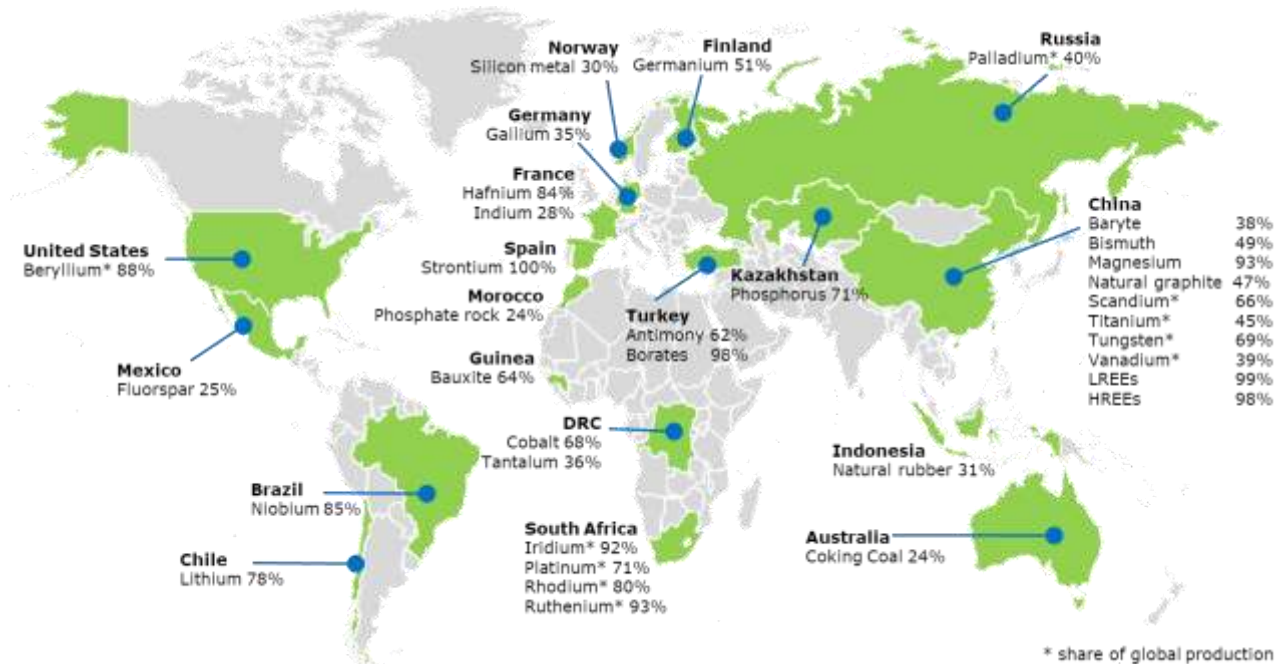 Norway
Silicon metal 30%
Finland
Germanium 51%
Russia
Palladium* 40%
Germany
Gallium 35%
France
Hafnium 84%
Indium 28%
China
Baryte 38%
Bismuth 49%
Magnesium 93%
Natural graphite 47%
Scandium* 66%
Titanium* 45%
Tungsten* 69%
Vanadium* 39%
LREEs 99%
HREEs 98%
United States
Beryllium* 88%
Spain
Strontium 100%
Kazakhstan
Phosphorus 71%
Morocco
Phosphate rock 24%
Turkey
Antimony 62%
Borates 98%
Mexico
Fluorspar 25%
Guinea
Bauxite 64%
DRC
Cobalt 68%
Tantalum 36%
Indonesia
Natural rubber 31%
Brazil
Niobium 85%
South Africa
Iridium* 92%
Platinum* 71%
Rhodium* 80%
Ruthenium* 93%
Australia
Coking Coal 24%
Chile
Lithium 78%
* share of global production